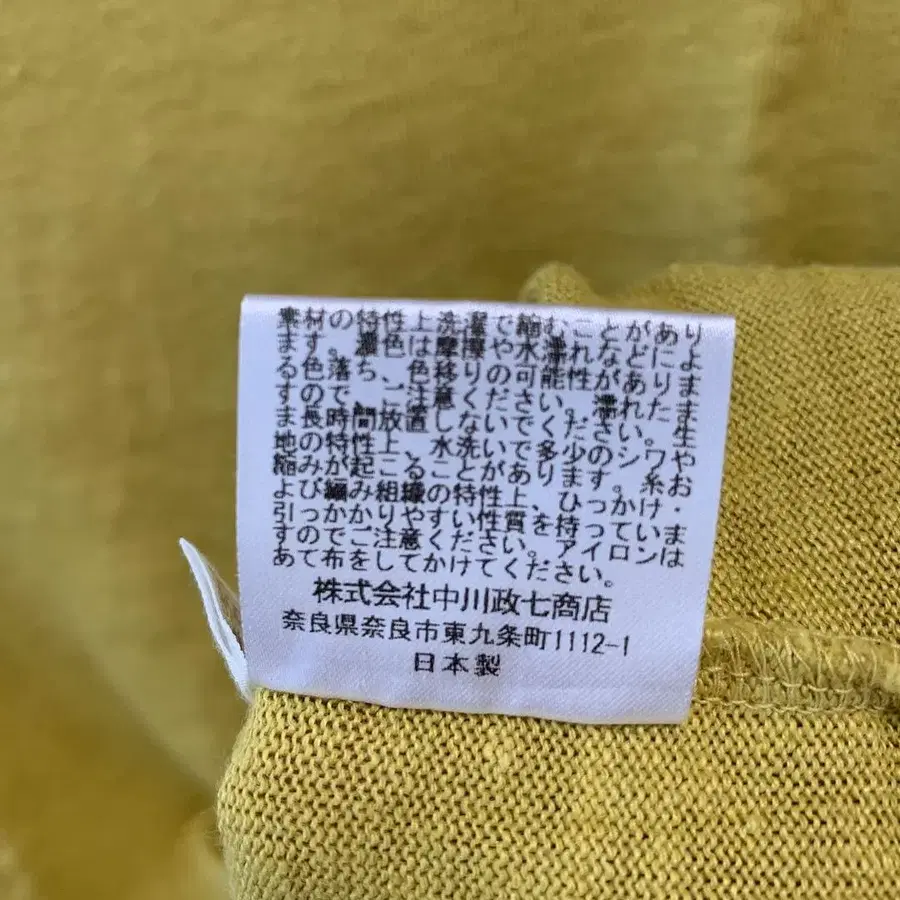 素材の特性上洗濯で縮むことがあり
ます。濃色は摩擦や水濡れなどによ
る色落ち、色移りの可能性がありま
すので、ご注意ください。濡れたま
ま長時間放置しないでください。生
地の特性上、水洗いで多少のシワや
縮みが起こることがあります。糸お
よび編み組織の特性上、ひっかけ・
引っかかりやすい性質を持っていま
すのでご注意ください。アイロンは
あて布をしてかけてください。
株式会社中川政七商店
奈良県奈良市東九条町1112-1
日本製